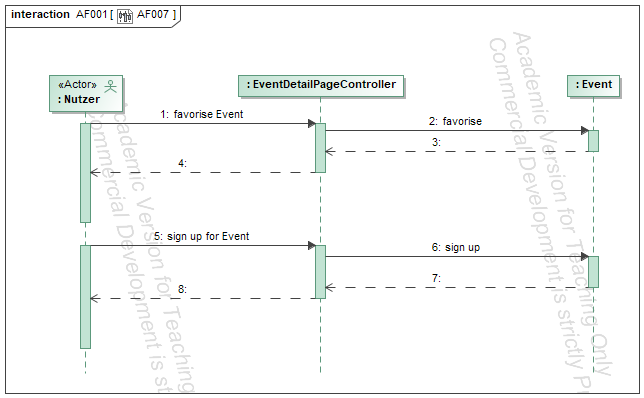 interaction AF001 [ AF007 ]
«Actor»
: Nutzer
: EventDetailPageController
: Event
1: favorise Event
2: favorise
3:
4:
5: sign up for Event
6: sign up
7:
8:
Academic Version for Teaching
Commercial Development is st
Academic Version for Teaching Only
Commercial Development is strictly P